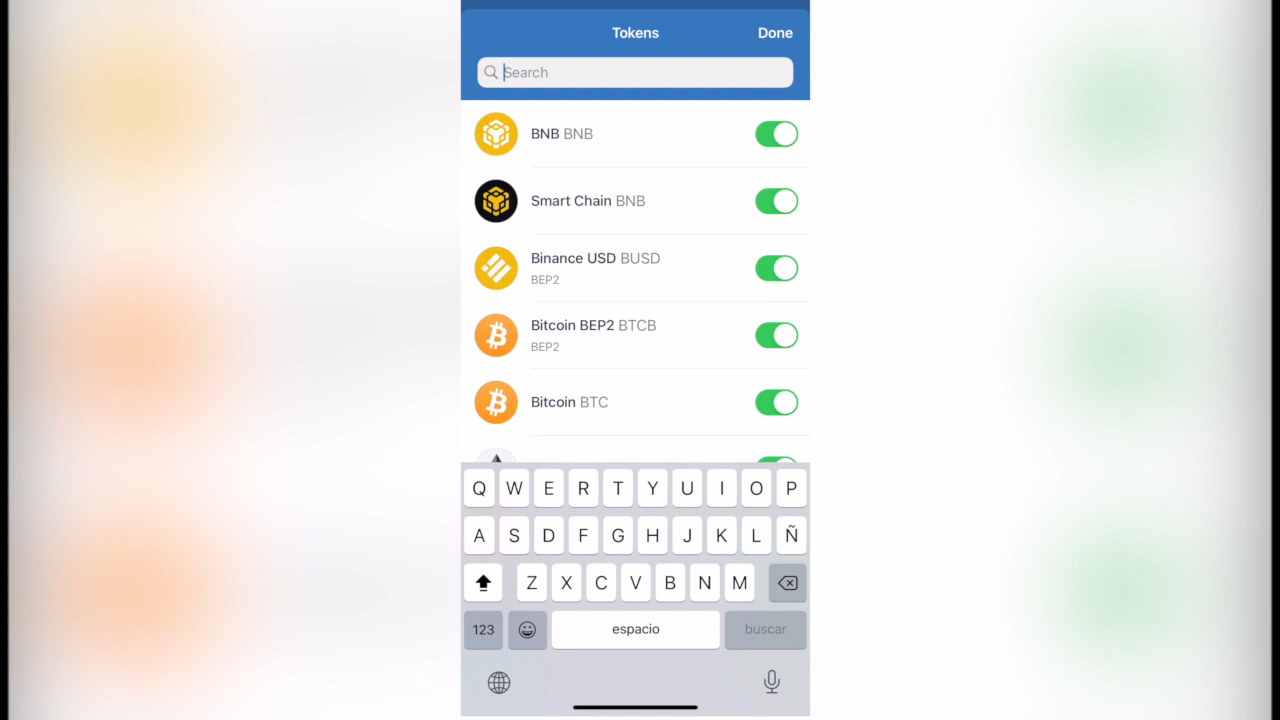 Tokens
Done
Search
BNB BNB
Smart Chain BNB
Binance USD BUSD
BEP2
Bitcoin BEP2 BTCB
BEP2
Bitcoin BTC
Q W E R T Y U I O P
A S D F G H J K L Ñ
Z X C V B N M
123 espacio buscar